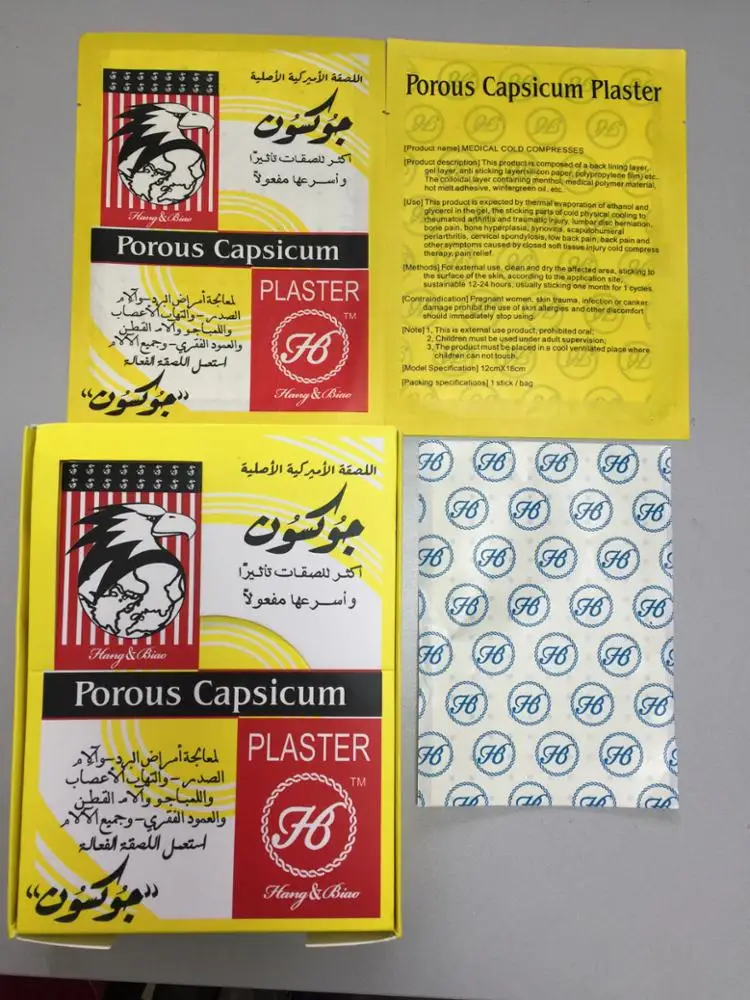 اللصقة الأميركية الأصلية
جوكسون
أكثر للصقات تأثيرًا
وأسرعها مفعولاً
Hang & Biao
Porous Capsicum
لمعالجة أمراض البرد-وآلام
الصدر-والتهاب الأعصاب
واللمباجو وآلام القطن
والعمود الفقري-وجميع الآلام
استعمل اللصقة الفعالة
“جوكسون”
PLASTER
TM
HB
Hang & Biao
Porous Capsicum Plaster
[Product name] MEDICAL COLD COMPRESSES
[Product description] This product is composed of a back lining layer,
gel layer, anti sticking layer(silicon paper, polypropylene film) etc.
The colloidal layer containing menthol, medical polymer material,
hot melt adhesive, wintergreen oil, etc.
[Use] This product is expected by thermal evaporation of ethanol and
glycerol in the gel, the sticking parts of cold physical cooling to
rheumatoid arthritis and traumatic injury, lumbar disc herniation,
bone pain, bone hyperplasia, synovitis, scapulohumeral
periarthritis, cervical spondylosis, low back pain, back pain and
other symptoms caused by closed soft tissue injury cold compress
therapy, pain relief.
[Methods] For external use, clean and dry the affected area, sticking to
the surface of the skin, according to the application site,
sustainable 12-24 hours, usually sticking one month for 1 cycles.
[Contraindication] Pregnant women, skin trauma, infection or canker
damage prohibit the use of skin allergies and other discomfort
should immediately stop using.
[Note] 1, This is external use product, prohibited oral;
2, Children must be used under adult supervision;
3, The product must be placed in a cool ventilated place where
children can not touch.
[Model Specification] 12cmX18cm
[Packing specifications] 1 stick / bag
اللصقة الأميركية الأصلية
جوكسون
أكثر للصقات تأثيرًا
وأسرعها مفعولاً
Hang & Biao
Porous Capsicum
لمعالجة أمراض البرد-وآلام
الصدر-والتهاب الأعصاب
واللمباجو وآلام القطن
والعمود الفقري-وجميع الآلام
استعمل اللصقة الفعالة
“جوكسون”
PLASTER
TM
HB
Hang & Biao